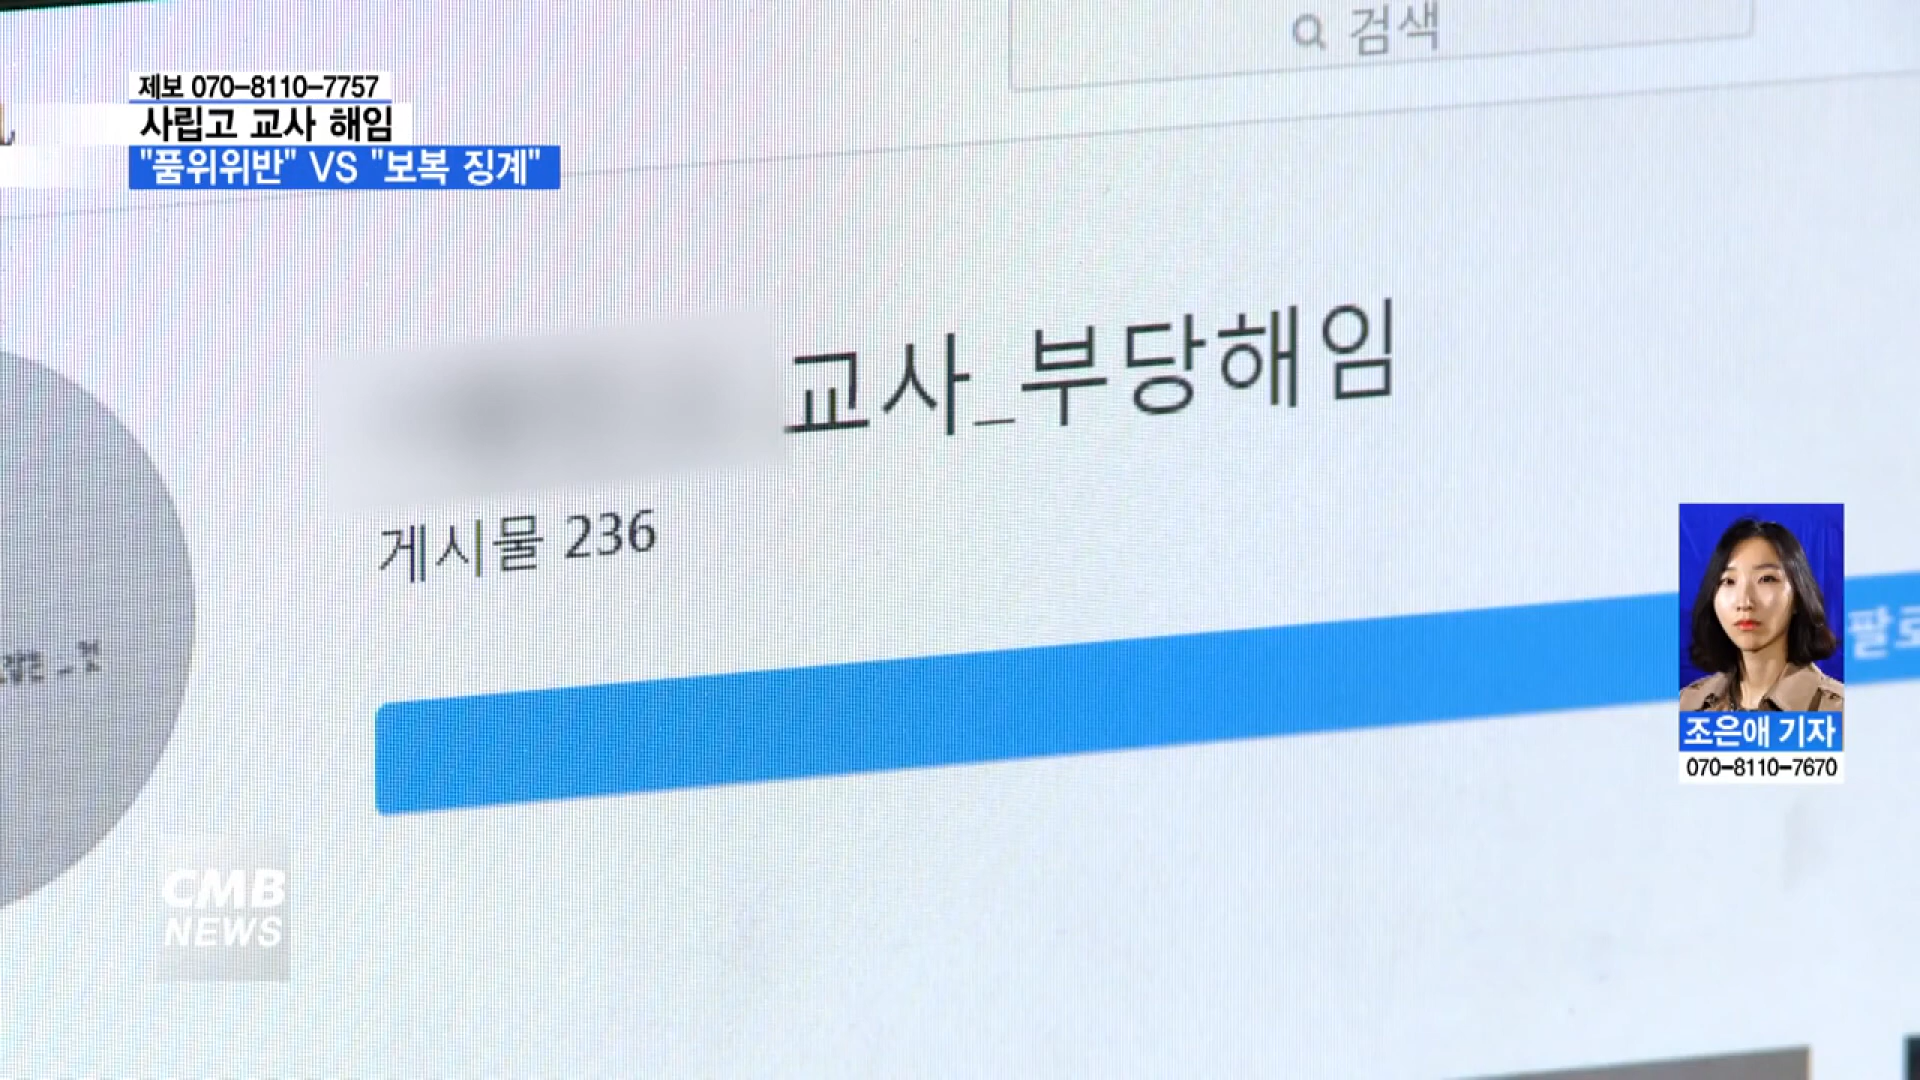 검색
제보 070-8110-7757
사립고 교사 해임
"품위위반" VS "보복 징계"
교사_부당해임
게시물 236
조은애 기자
070-8110-7670
CMB
NEWS